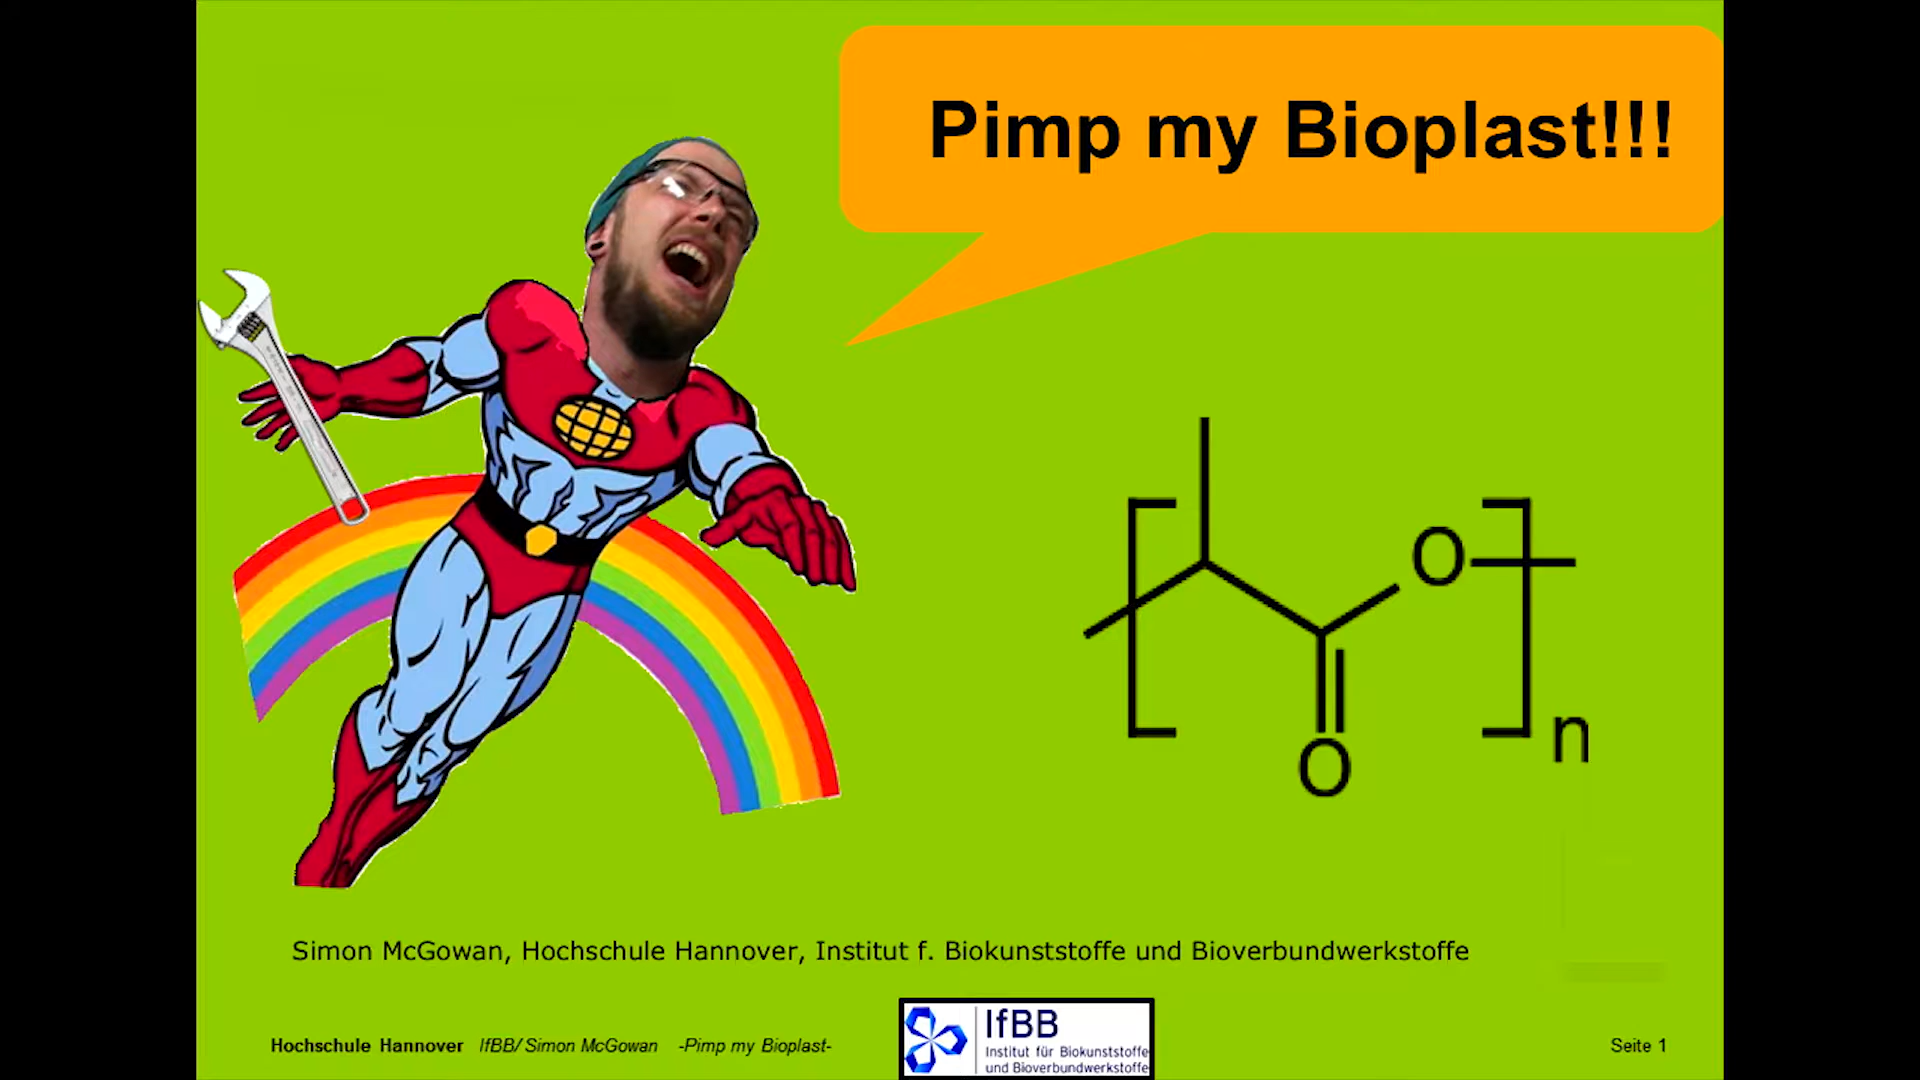 Pimp my Bioplast!!!
O
O
n
Simon McGowan, Hochschule Hannover, Institut f. Biokunststoffe und Bioverbundwerkstoffe
Hochschule Hannover IfBB/ Simon McGowan -Pimp my Bioplast-
IfBB
Institut für Biokunststoffe
und Bioverbundwerkstoffe
Seite 1